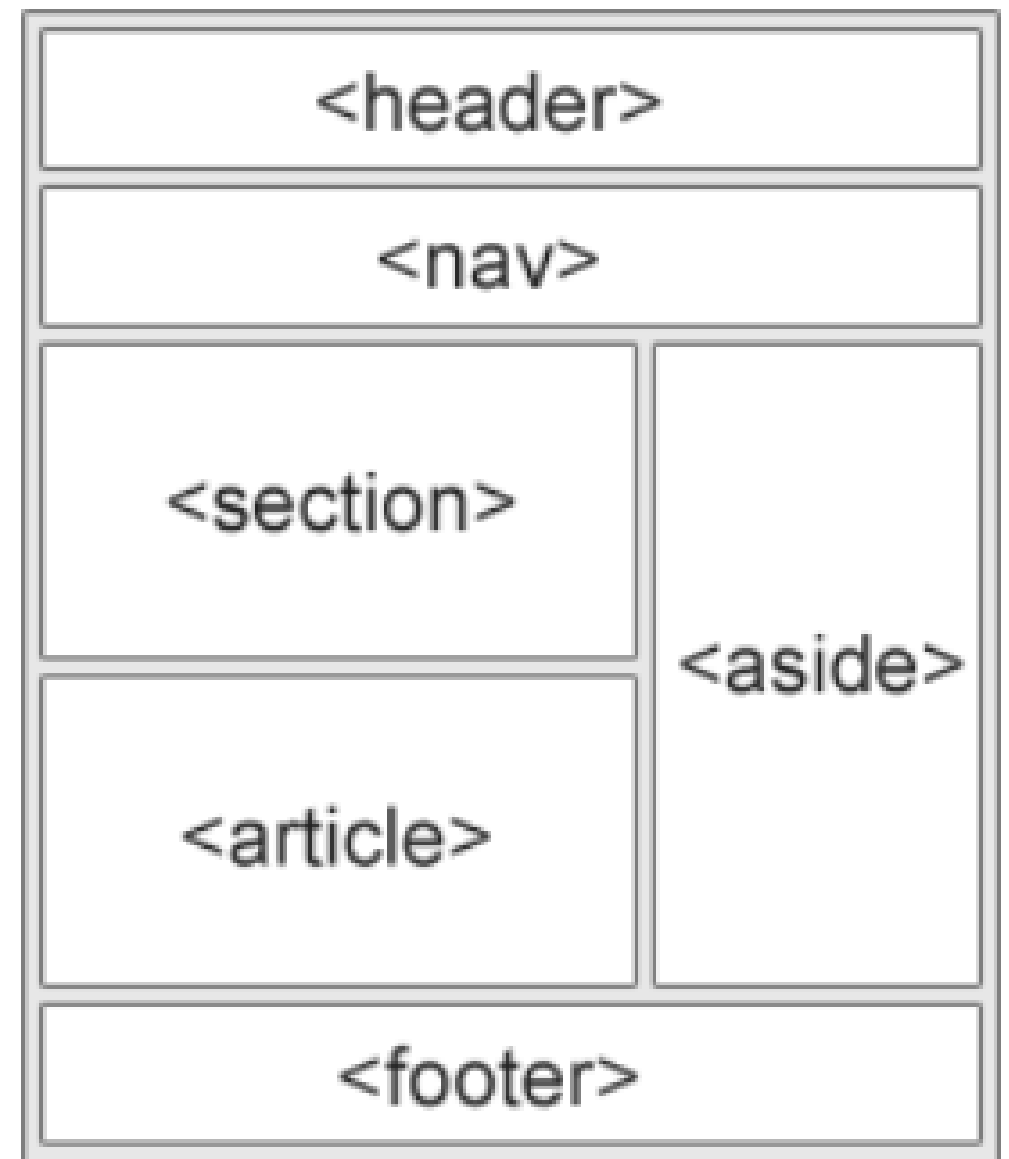 <header>
<nav>
<section>
<article>
<aside>
<footer>